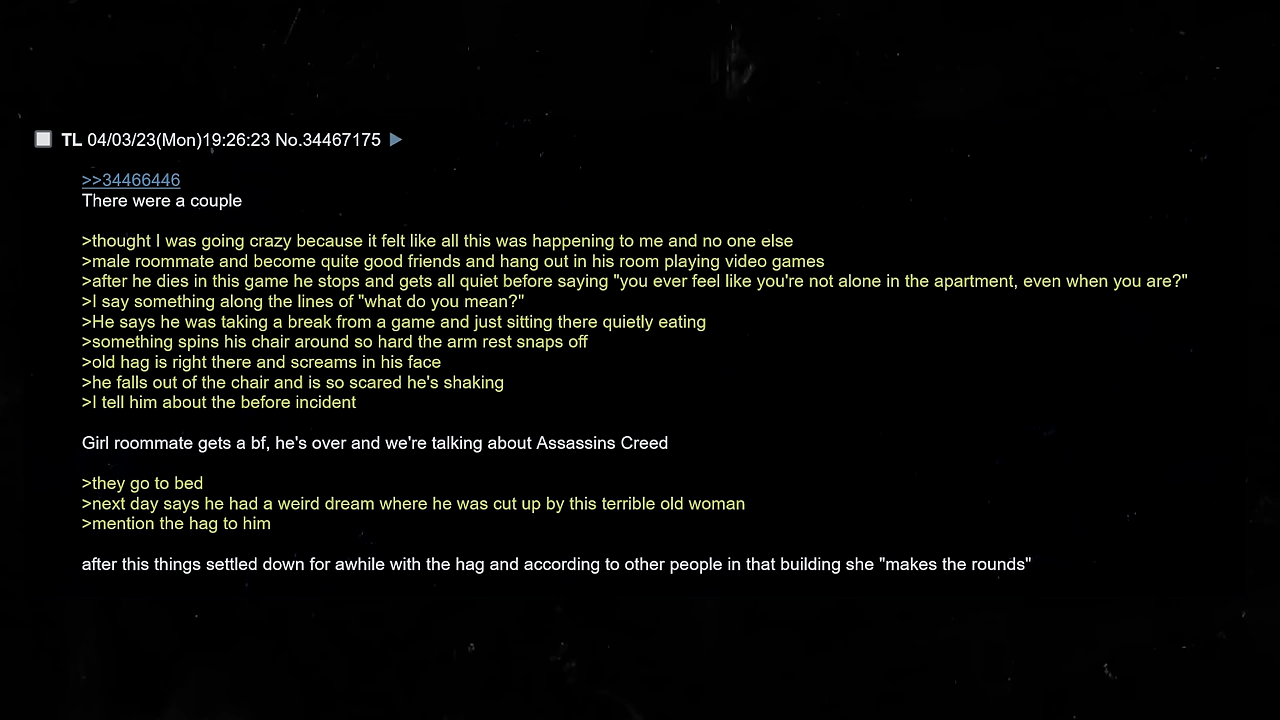 TL 04/03/23(Mon)19:26:23 No.34467175
>>34466446
There were a couple
>thought I was going crazy because it felt like all this was happening to me and no one else
>male roommate and become quite good friends and hang out in his room playing video games
>after he dies in this game he stops and gets all quiet before saying "you ever feel like you're not alone in the apartment, even when you are?"
>I say something along the lines of "what do you mean?"
>He says he was taking a break from a game and just sitting there quietly eating
>something spins his chair around so hard the arm rest snaps off
>old hag is right there and screams in his face
>he falls out of the chair and is so scared he's shaking
>I tell him about the before incident
Girl roommate gets a bf, he's over and we're talking about Assassins Creed
>they go to bed
>next day says he had a weird dream where he was cut up by this terrible old woman
>mention the hag to him
after this things settled down for awhile with the hag and according to other people in that building she "makes the rounds"